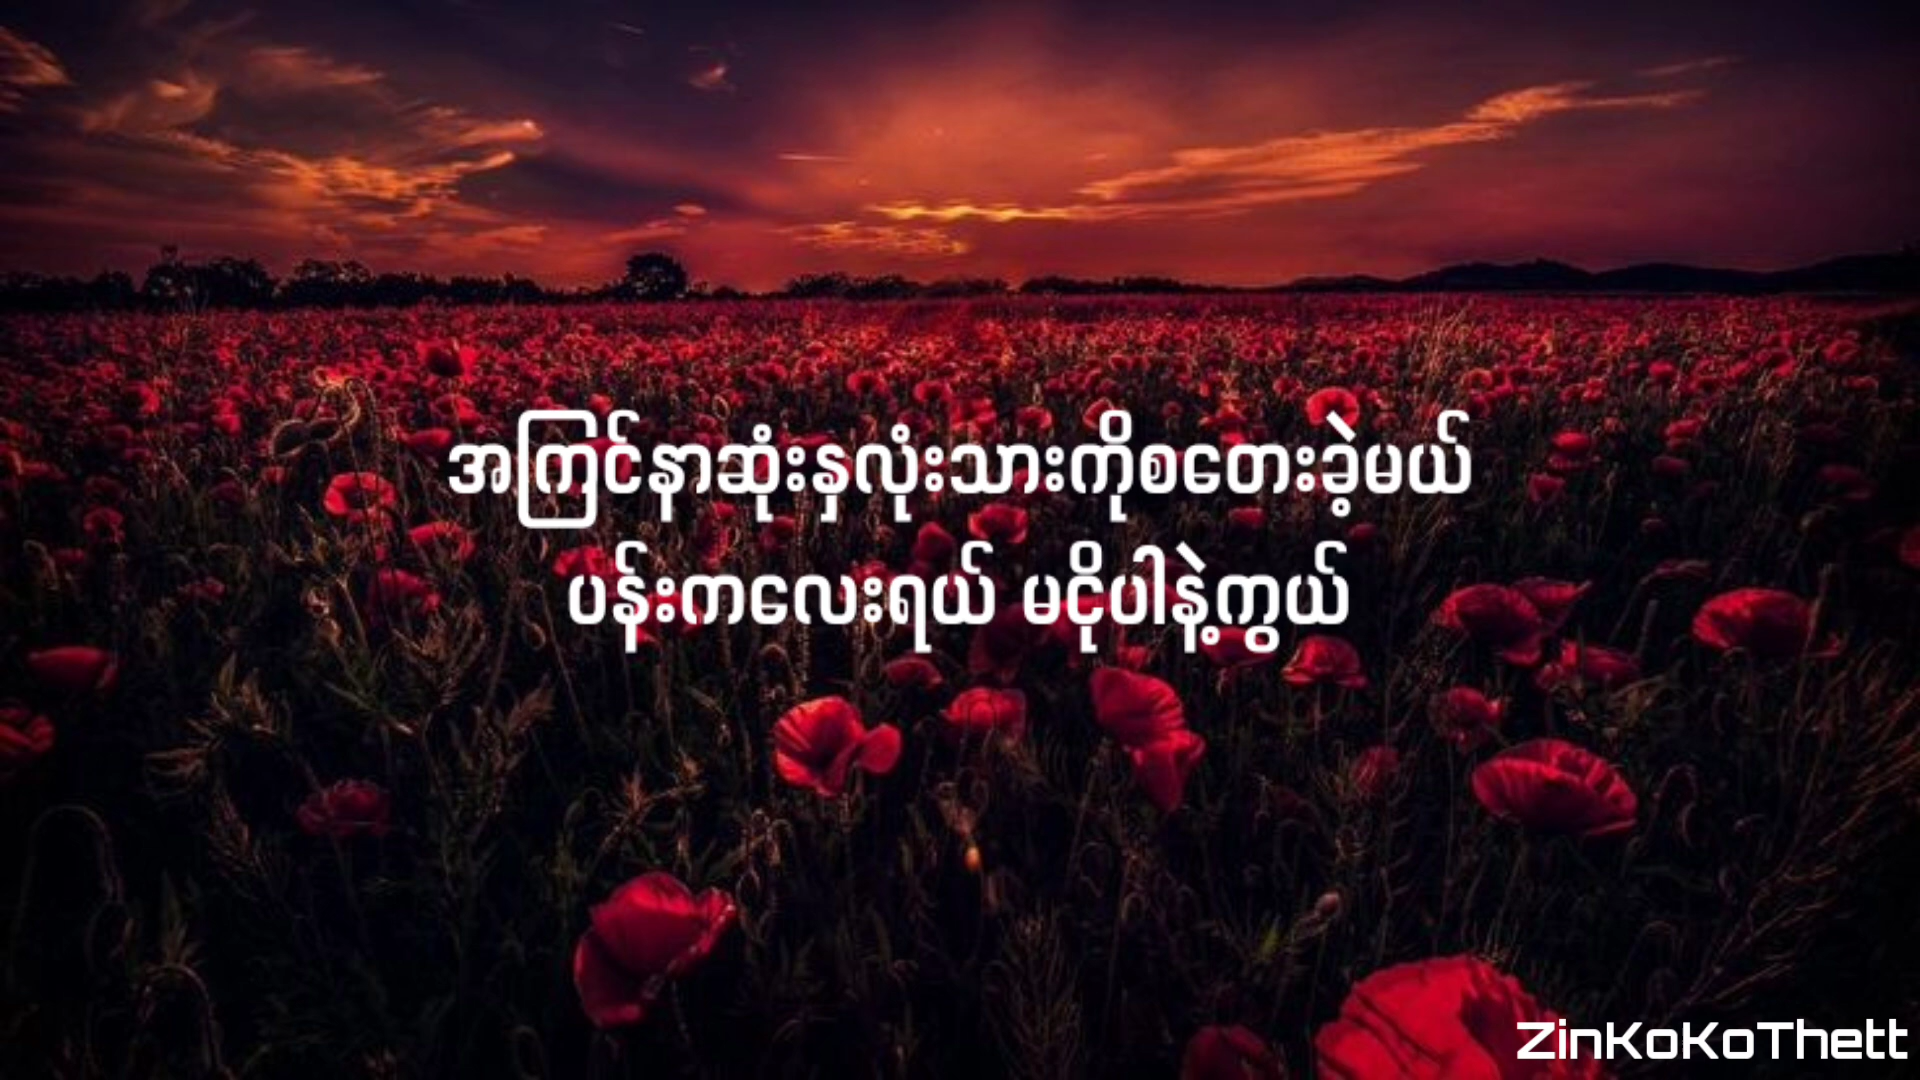 အကြင်နာဆုံးနှလုံးသားကိုစတေးခဲ့မယ်
ပန်းကလေးရယ် မငိုပါနဲ့ကွယ်
ZinKoKoThett